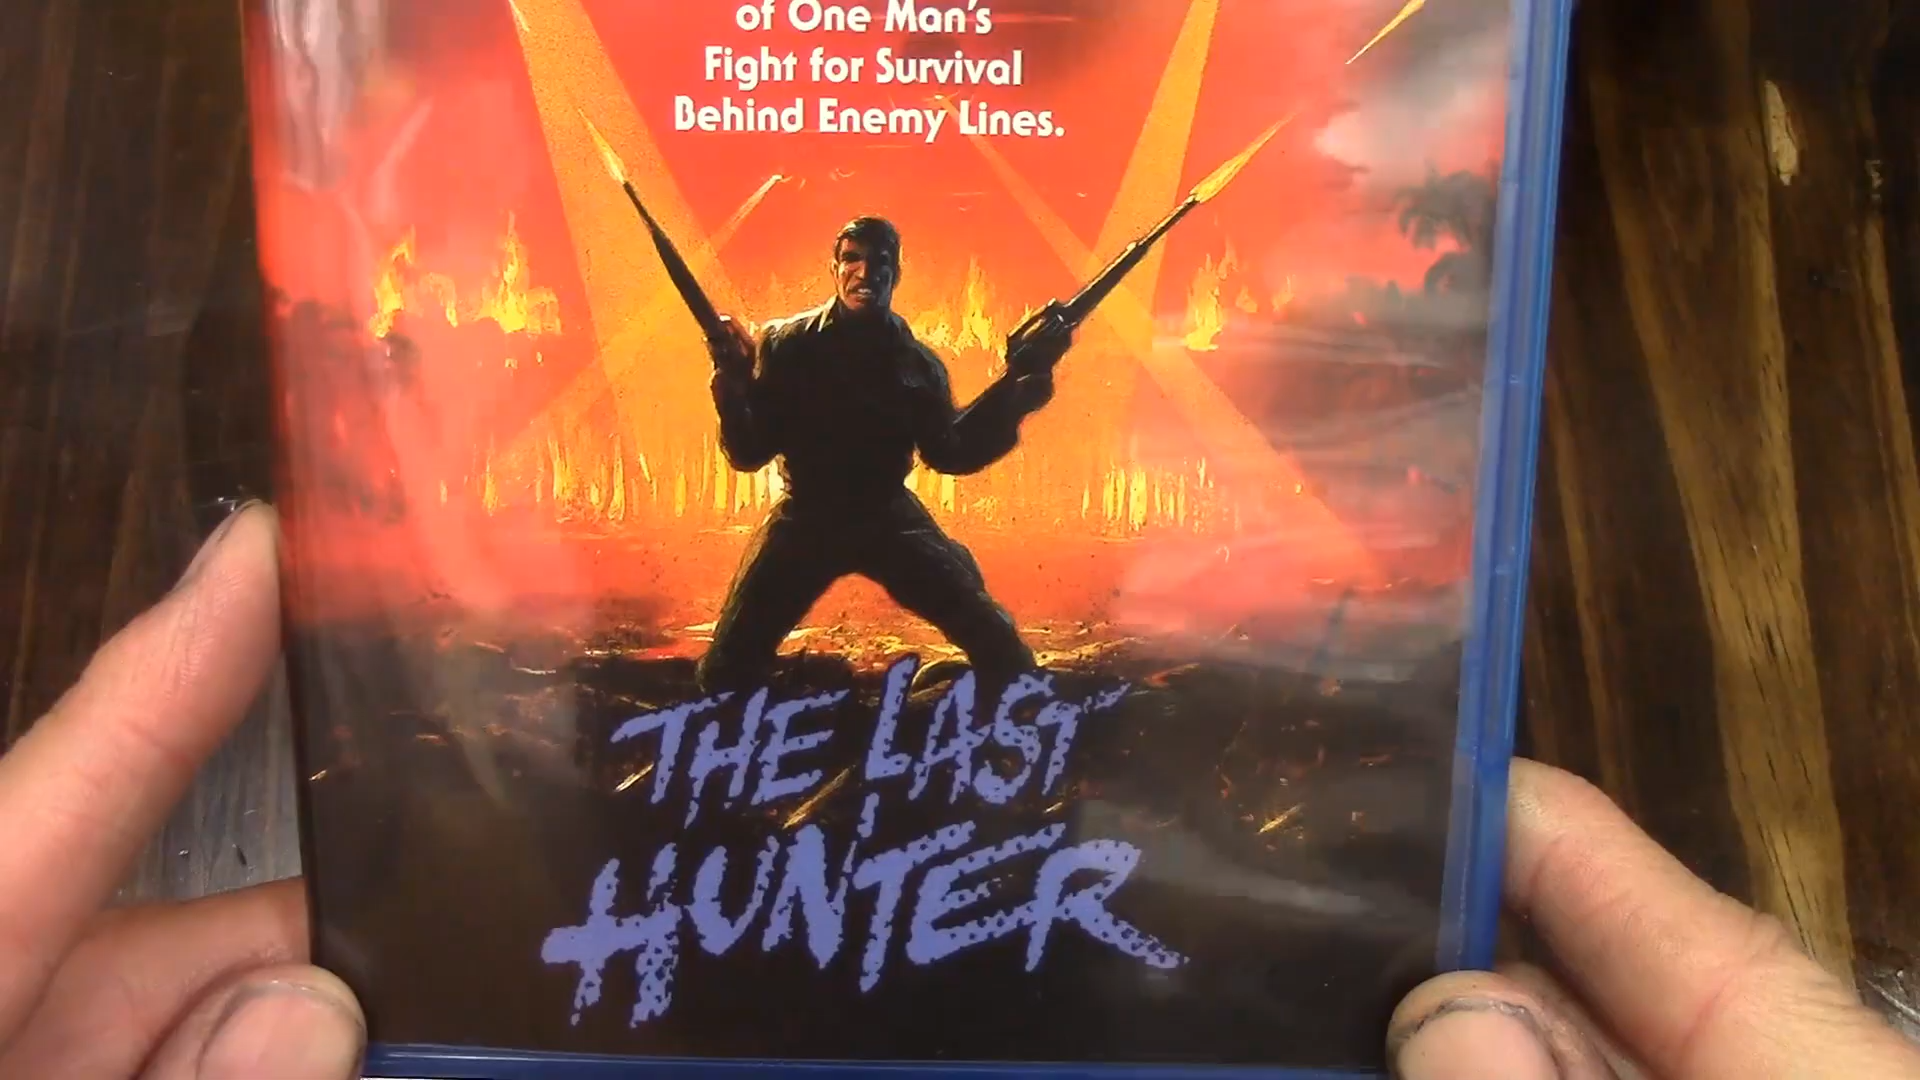 of One Man's
Fight for Survival
Behind Enemy Lines.
THE LAST
HUNTER